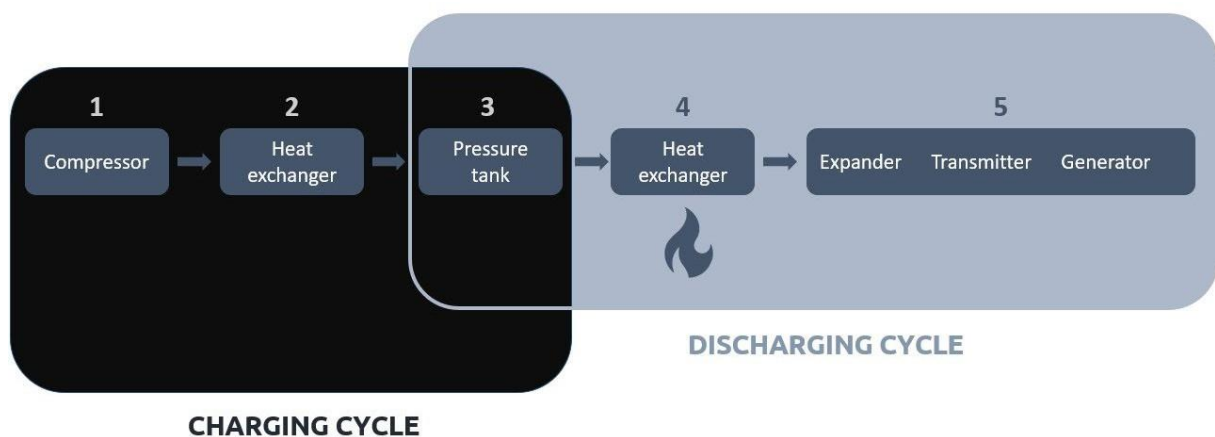 1
2
3
4
5
Compressor
Heat
exchanger
Pressure
tank
Heat
exchanger
Expander Transmitter Generator
DISCHARGING CYCLE
CHARGING CYCLE